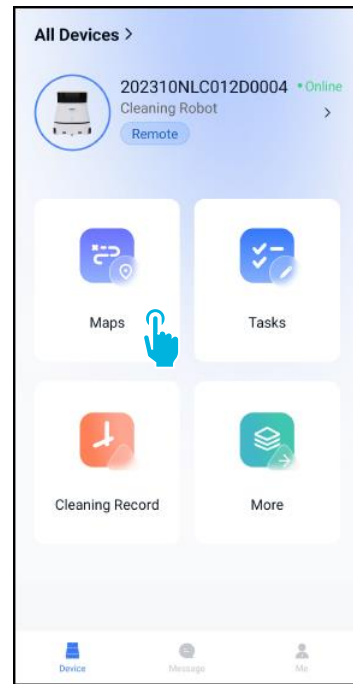 All Devices >
202310NLC012D0004 • Online
Cleaning Robot >
Remote
Maps
Tasks
Cleaning Record
More
Device
Message
Me